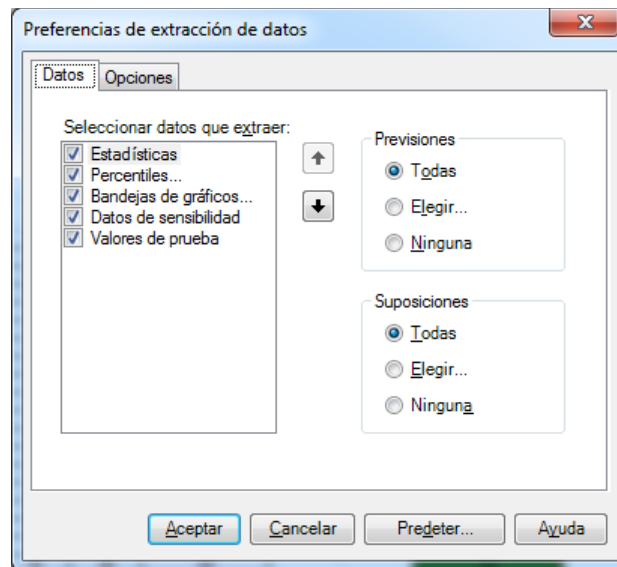 Preferencias de extracción de datos
Datos
Opciones
Seleccionar datos que extraer:
Estadísticas
Percentiles...
Bandejas de gráficos...
Datos de sensibilidad
Valores de prueba
Previsiones
Todas
Elegir...
Ninguna
Suposiciones
Todas
Elegir...
Ninguna
Aceptar
Cancelar
Predeter...
Ayuda